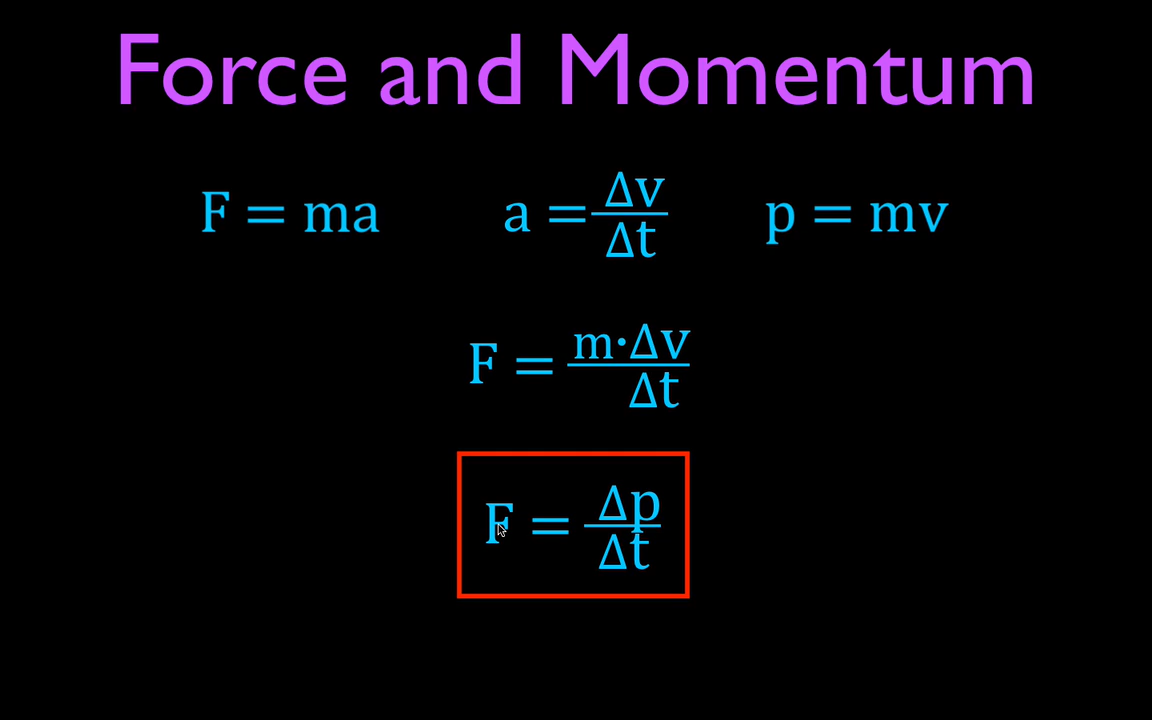 Force and Momentum
F = ma a = Δv/Δt p = mv
F = m·Δv/Δt
F = Δp/Δt